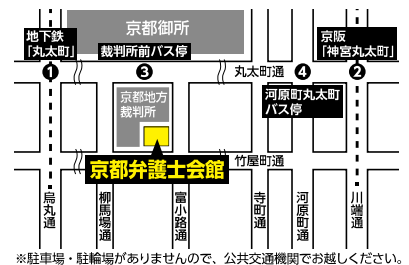 京都御所
地下鉄
「丸太町」
裁判所前バス停
京阪
「神宮丸太町」
❶
❸
丸太町通
❹
❷
京都地方
裁判所
河原町丸太町
バス停
京都弁護士会館
竹屋町通
烏丸通
柳馬場通
富小路通
寺町通
河原町通
川端通
※駐車場・駐輪場がありませんので、公共交通機関でお越しください。